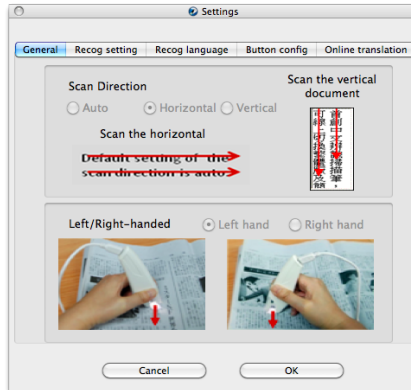 Settings
General Recog setting Recog language Button config Online translation
Scan Direction
Auto Horizontal Vertical
Scan the horizontal
Default setting of the
scan direction is auto
Scan the vertical
document
Left/Right-handed Left hand Right hand
Cancel OK